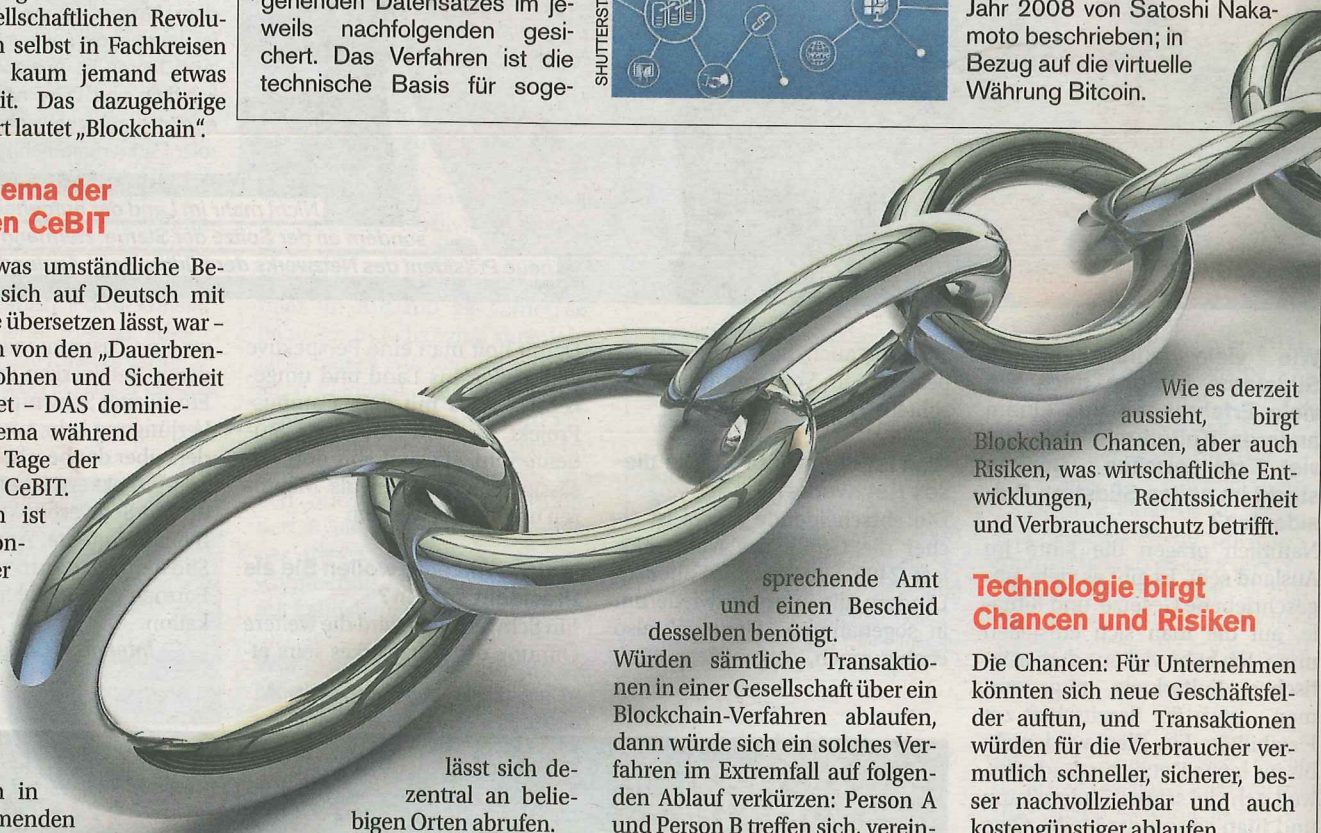 ellschaftlichen Revolu-
selbst in Fachkreisen
kaum jemand etwas
it. Das dazugehörige
lautet „Blockchain“.
ema der
en CeBIT
was umständliche Be-
sich auf Deutsch mit
übersetzen lässt, war –
von den „Dauerbren-
ohnen und Sicherheit
et – DAS dominie-
ema während
Tage der
CeBIT.
ist
on-
er
in
menden
gehenden Datensatzes im je-
weils nachfolgenden gesi-
chert. Das Verfahren ist die
technische Basis für soge-
SHUTTERST
Jahr 2008 von Satoshi Naka-
moto beschrieben; in
Bezug auf die virtuelle
Währung Bitcoin.
lässt sich de-
zentral an belie-
bigen Orten abrufen.
sprechende Amt
und einen Bescheid
desselben benötigt.
Würden sämtliche Transaktio-
nen in einer Gesellschaft über ein
Blockchain-Verfahren ablaufen,
dann würde sich ein solches Ver-
fahren im Extremfall auf folgen-
den Ablauf verkürzen: Person A
und Person B treffen sich, verein-
Wie es derzeit
aussieht, birgt
Blockchain Chancen, aber auch
Risiken, was wirtschaftliche Ent-
wicklungen, Rechtssicherheit
und Verbraucherschutz betrifft.
Technologie birgt
Chancen und Risiken
Die Chancen: Für Unternehmen
könnten sich neue Geschäftsfel-
der auftun, und Transaktionen
würden für die Verbraucher ver-
mutlich schneller, sicherer, bes-
ser nachvollziehbar und auch
kostengünstiger ablaufen.